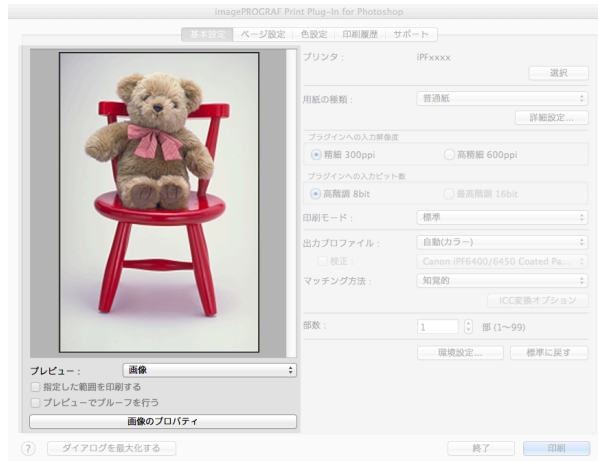 imagePROGRAF Print Plug-In for Photoshop
基本設定 ページ設定 色設定 印刷履歴 サポート
プリンタ： iPFxxxx
選択
用紙の種類： 普通紙
詳細設定...
プラグインへの入力解像度
精細 300ppi 高精細 600ppi
プラグインへの入力ビット数
高階調 8bit 最高階調 16bit
印刷モード： 標準
出力プロファイル： 自動(カラー)
校正： Canon iPF6400/6450 Coated Pa...
マッチング方法： 知覚的
ICC変換オプション
部数： 1 部 (1〜99)
環境設定... 標準に戻す
プレビュー： 画像
指定した範囲を印刷する
プレビューでプルーフを行う
画像のプロパティ
? ダイアログを最大化する 終了 印刷